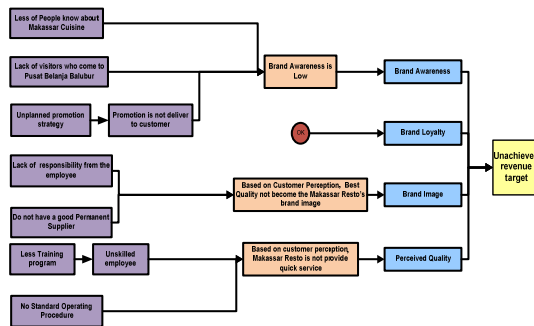 Less of People know about
Makassar Cuisine
Lack of visitors who come to
Pusat Belanja Balubur
Unplanned promotion
strategy
Promotion is not deliver
to customer
Brand Awareness is
Low
Brand Awareness
OK
Brand Loyalty
Unachieve
revenue
target
Lack of responsibility from the
employee
Do not have a good Permanent
Supplier
Based on Customer Perception, Best
Quality not become the Makassar Resto's
brand image
Brand Image
Less Training
program
Unskilled
employee
Based on customer perception,
Makassar Resto is not provide
quick service
Perceived Quality
No Standard Operating
Procedure